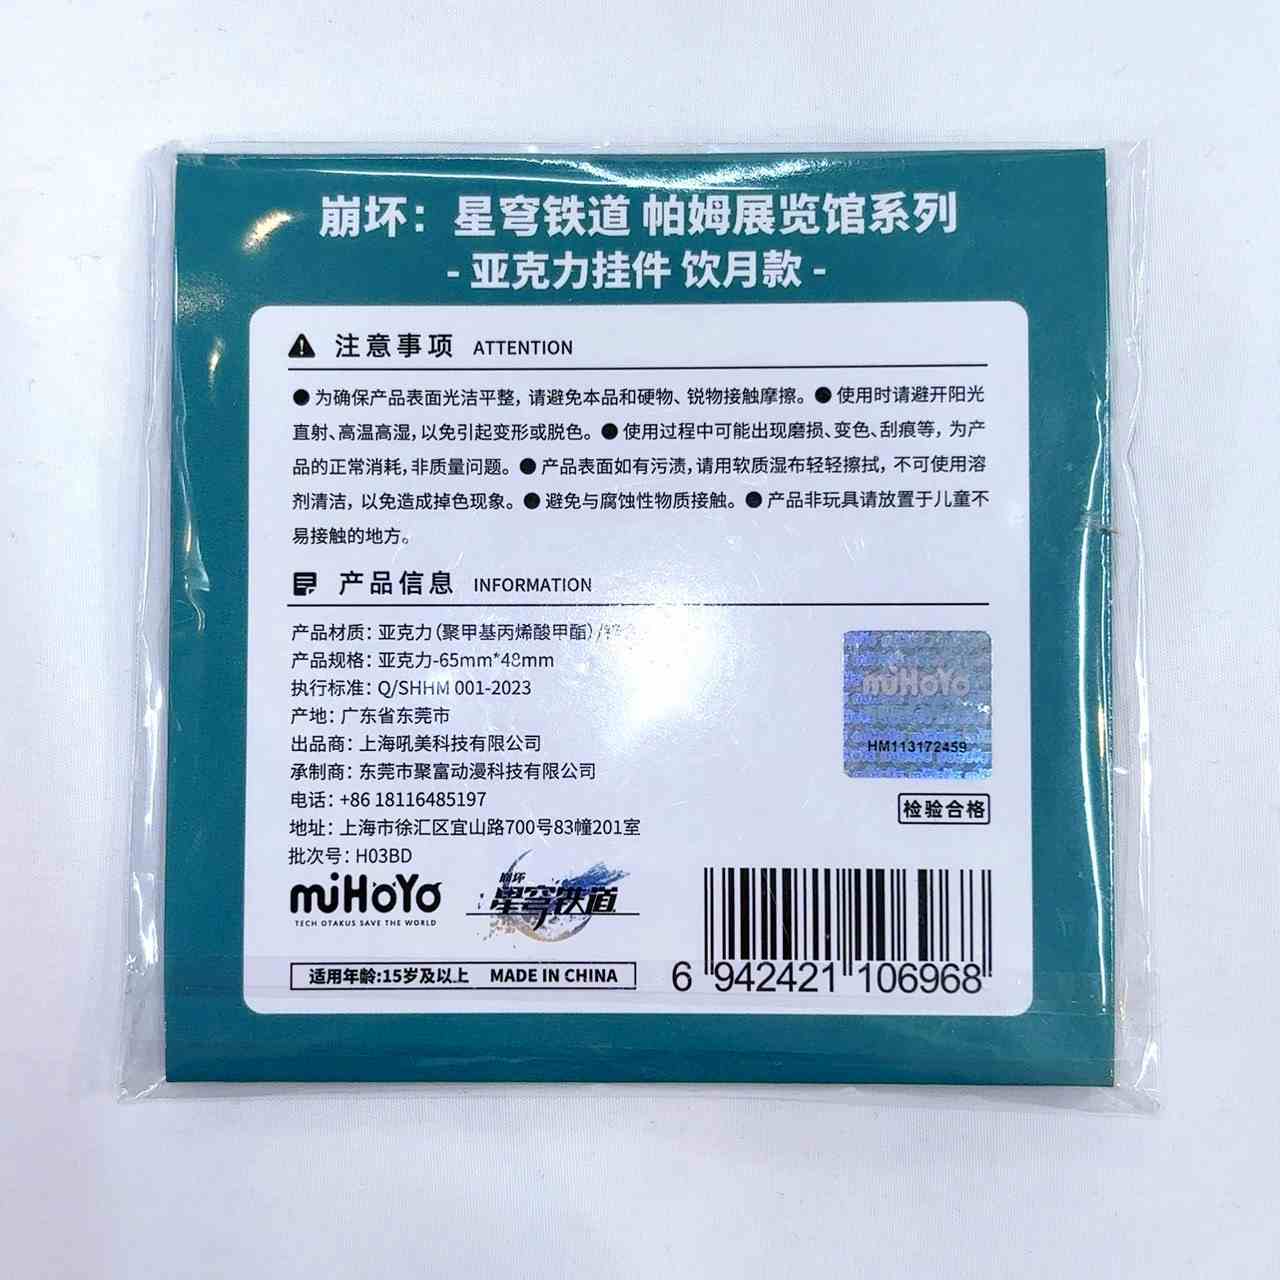 崩坏：星穹铁道 帕姆展览馆系列
- 亚克力挂件 饮月款 -
注意事项 ATTENTION
● 为确保产品表面光洁平整，请避免本品和硬物、锐物接触摩擦。● 使用时请避开阳光
直射、高温高湿，以免引起变形或脱色。● 使用过程中可能出现磨损、变色、刮痕等，为产
品的正常消耗，非质量问题。● 产品表面如有污渍，请用软质湿布轻轻擦拭，不可使用溶
剂清洁，以免造成掉色现象。● 避免与腐蚀性物质接触。● 产品非玩具请放置于儿童不
易接触的地方。
产品信息 INFORMATION
产品材质：亚克力（聚甲基丙烯酸甲酯）/锌合
产品规格：亚克力-65mm*48mm
执行标准：Q/SHHM 001-2023
产地：广东省东莞市
出品商：上海吼美科技有限公司
承制商：东莞市聚富动漫科技有限公司
电话：+86 18116485197
地址：上海市徐汇区宜山路700号83幢201室
批次号：H03BD
miHoYo
HM113172459
检验合格
miHoYo
TECH OTAKUS SAVE THE WORLD
崩坏
星穹铁道
适用年龄:15岁及以上 MADE IN CHINA
6 942421 106968